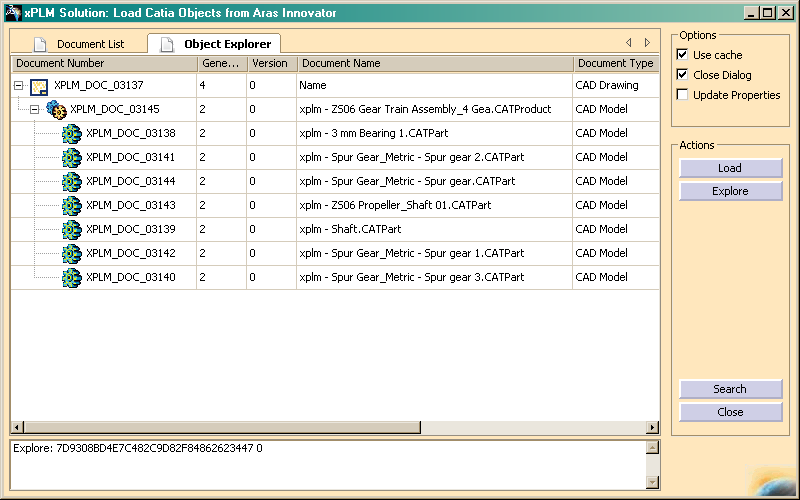 xPLM Solution: Load Catia Objects from Aras Innovator
Document List
Object Explorer
Document Number Gene... Version Document Name Document Type
XPLM_DOC_03137 4 0 Name CAD Drawing
XPLM_DOC_03145 2 0 xplm - ZS06 Gear Train Assembly_4 Gea.CATProduct CAD Model
XPLM_DOC_03138 2 0 xplm - 3 mm Bearing 1.CATPart CAD Model
XPLM_DOC_03141 2 0 xplm - Spur Gear_Metric - Spur gear 2.CATPart CAD Model
XPLM_DOC_03144 2 0 xplm - Spur Gear_Metric - Spur gear.CATPart CAD Model
XPLM_DOC_03143 2 0 xplm - ZS06 Propeller_Shaft 01.CATPart CAD Model
XPLM_DOC_03139 2 0 xplm - Shaft.CATPart CAD Model
XPLM_DOC_03142 2 0 xplm - Spur Gear_Metric - Spur gear 1.CATPart CAD Model
XPLM_DOC_03140 2 0 xplm - Spur Gear_Metric - Spur gear 3.CATPart CAD Model
Explore: 7D9308BD4E7C482C9D82F84862623447 0
Options
Use cache
Close Dialog
Update Properties
Actions
Load
Explore
Search
Close